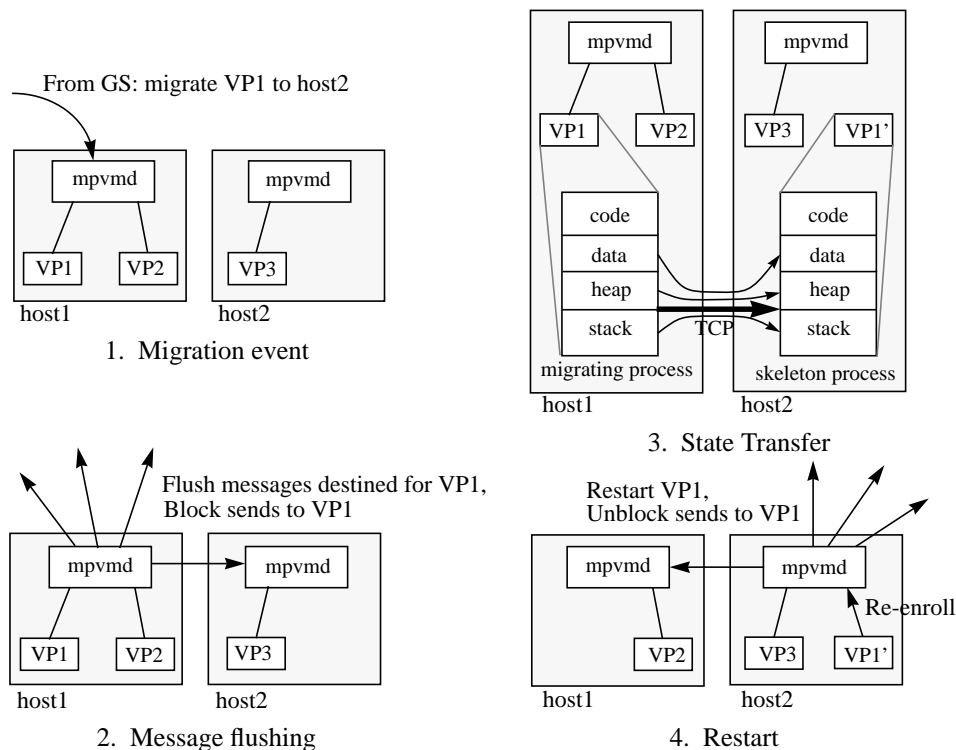 From GS: migrate VP1 to host2
mpvmd
mpvmd
VP1
VP2
VP3
host1
host2
1. Migration event
Flush messages destined for VP1,
Block sends to VP1
mpvmd
mpvmd
VP1
VP2
VP3
host1
host2
2. Message flushing
mpvmd
mpvmd
VP1
VP2
VP3
VP1’
code
data
heap
stack
code
data
heap
stack
TCP
migrating process
skeleton process
host1
host2
3. State Transfer
Restart VP1,
Unblock sends to VP1
mpvmd
mpvmd
Re-enroll
VP2
VP3
VP1’
host1
host2
4. Restart